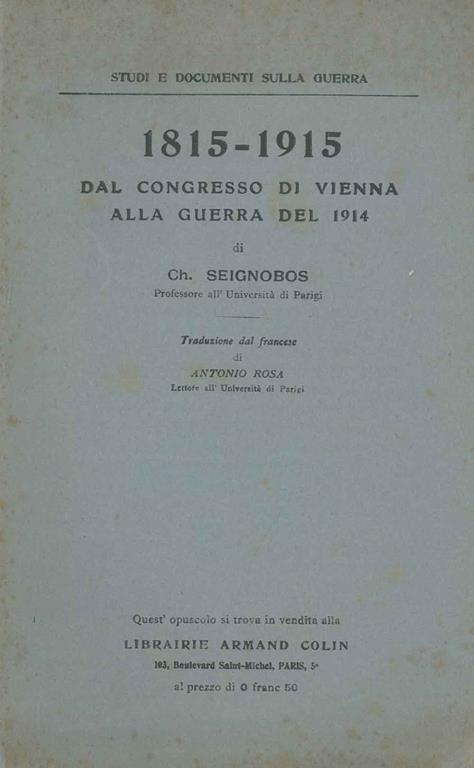 STUDI E DOCUMENTI SULLA GUERRA
1815-1915
DAL CONGRESSO DI VIENNA
ALLA GUERRA DEL 1914
di
Ch. SEIGNOBOS
Professore all' Università di Parigi
Traduzione dal francese
di
ANTONIO ROSA
Lettore all' Università di Parigi
Quest' opuscolo si trova in vendita alla
LIBRAIRIE ARMAND COLIN
103, Boulevard Saint-Michel, PARIS, 5e
al prezzo di 0 franc 50